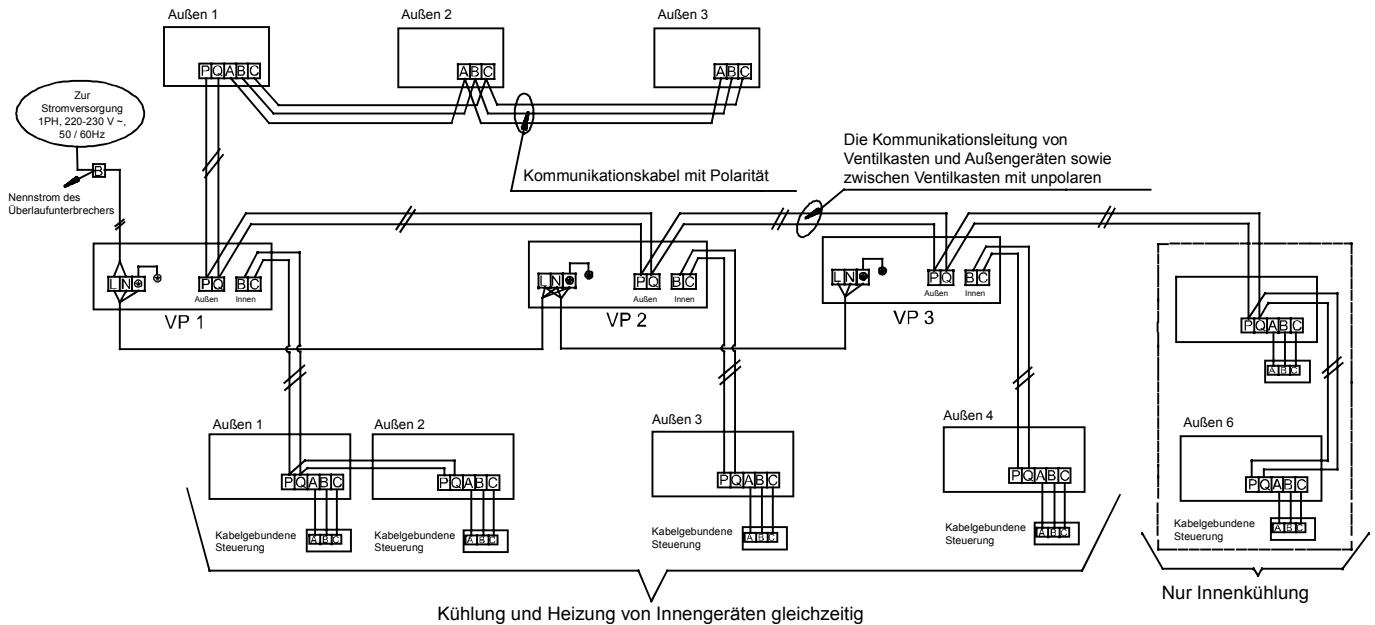 Außen 1
Außen 2
Außen 3
PQABC
ABC
ABC
Zur
Stromversorgung
1PH, 220-230 V ~,
50 / 60Hz
B
Nennstrom des
Überlaufunterbrechers
Kommunikationskabel mit Polarität
Die Kommunikationsleitung von
Ventilkasten und Außengeräten sowie
zwischen Ventilkasten mit unpolaren
LN
PQ
BC
Außen
Innen
VP 1
LN
PQ
BC
Außen
Innen
VP 2
LN
PQ
BC
Außen
Innen
VP 3
PQABC
ABC
Außen 1
PQABC
Kabelgebundene
Steuerung
ABC
Außen 2
PQABC
Kabelgebundene
Steuerung
ABC
Außen 3
PQABC
Kabelgebundene
Steuerung
ABC
Außen 4
PQABC
Kabelgebundene
Steuerung
ABC
Außen 6
PQABC
Kabelgebundene
Steuerung
ABC
Kühlung und Heizung von Innengeräten gleichzeitig
Nur Innenkühlung